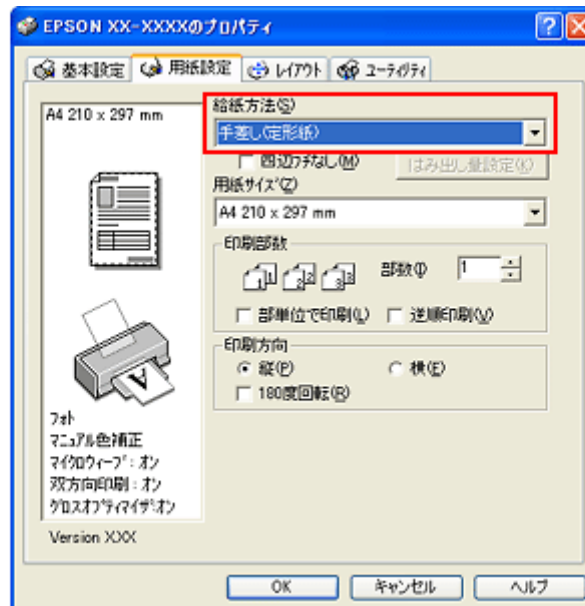 EPSON XX-XXXXのプロパティ
基本設定 用紙設定 レイアウト ユーティリティ
A4 210 x 297 mm
給紙方法(S)
手差し(定形紙)
四辺フチなし(M) はみ出し量設定(K)
用紙サイズ(Z)
A4 210 x 297 mm
印刷部数
部数(I) 1
部単位で印刷(L) 逆順印刷(V)
印刷方向
縦(P) 横(E)
180度回転(R)
フォト
マニュアル色補正
マイクロウィーブ:オン
双方向印刷:オン
グロスオプティマイザ:オン
Version XXX
OK キャンセル ヘルプ